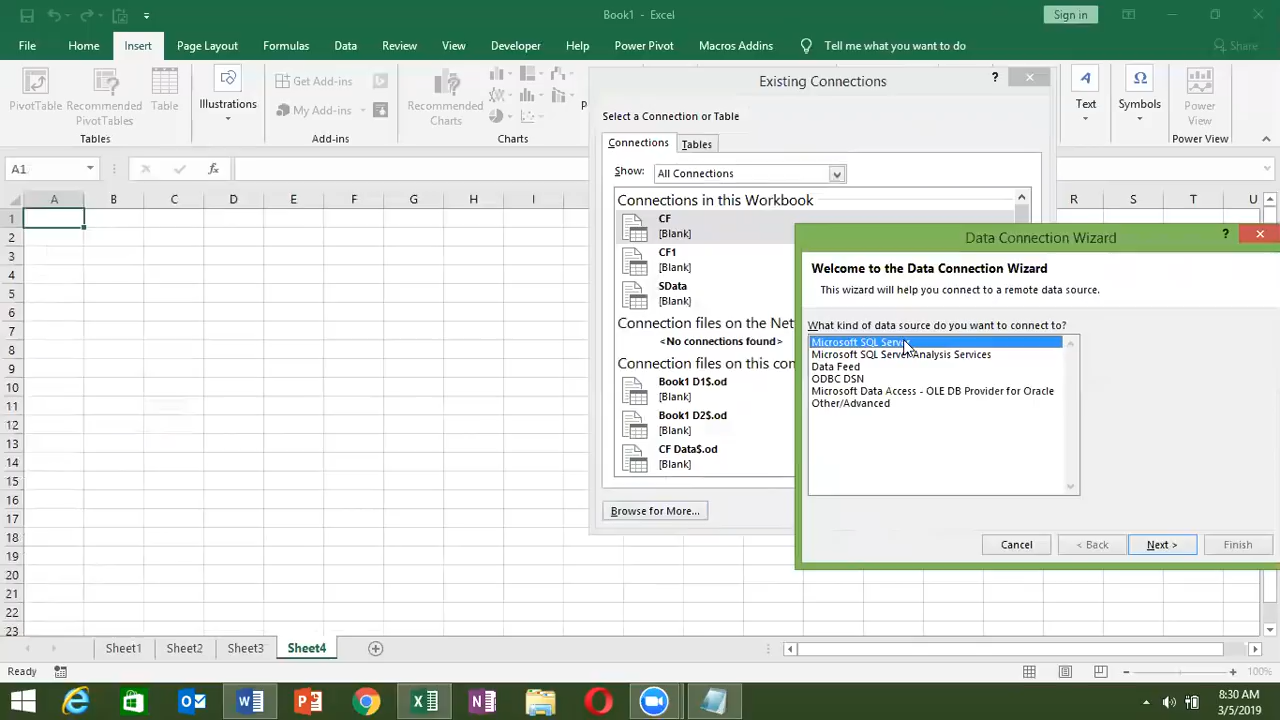 Book1 - Excel
Sign in
File Home Insert Page Layout Formulas Data Review View Developer Help Power Pivot Macros Addins Tell me what you want to do Share
PivotTable Recommended PivotTables Table
Tables
Illustrations
Get Add-ins
My Add-ins
Add-ins
Recommended Charts
Charts
Text
Symbols
Power View
Power View
A1
fx
A B C D E F G H I R S T U
1
2
3
4
5
6
7
8
9
10
11
12
13
14
15
16
17
18
19
20
21
22
23
Existing Connections
?
Select a Connection or Table
Connections Tables
Show: All Connections
Connections in this Workbook
CF
[Blank]
CF1
[Blank]
SData
[Blank]
Connection files on the Net
<No connections found>
Connection files on this con
Book1 D1$.od
[Blank]
Book1 D2$.od
[Blank]
CF Data$.od
[Blank]
Browse for More...
Data Connection Wizard
?
Welcome to the Data Connection Wizard
This wizard will help you connect to a remote data source.
What kind of data source do you want to connect to?
Microsoft SQL Server
Microsoft SQL Server Analysis Services
Data Feed
ODBC DSN
Microsoft Data Access - OLE DB Provider for Oracle
Other/Advanced
Cancel < Back Next > Finish
Sheet1 Sheet2 Sheet3 Sheet4
Ready
100%
8:30 AM
3/5/2019